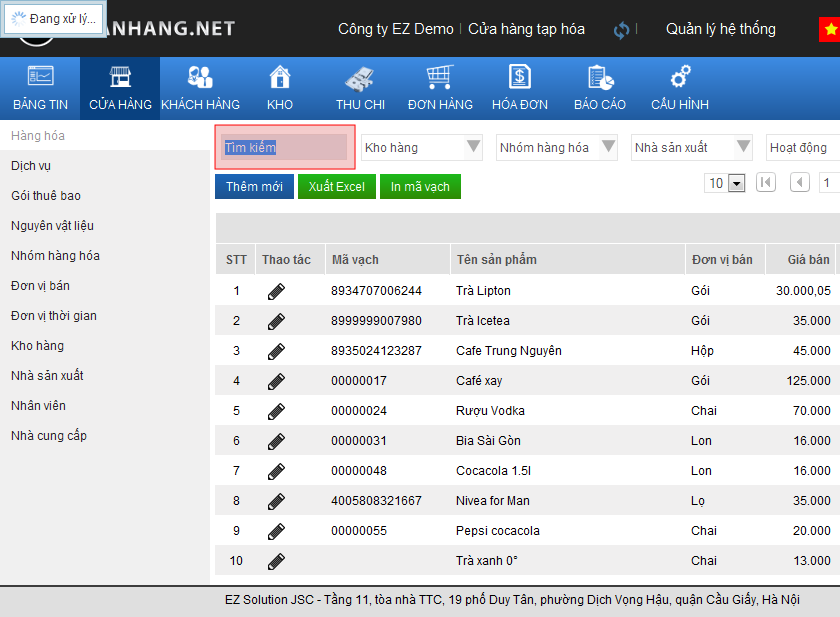 Đang xử lý...
ANHANG.NET
Công ty EZ Demo | Cửa hàng tạp hóa | Quản lý hệ thống
BẢNG TIN CỬA HÀNG KHÁCH HÀNG KHO THU CHI ĐƠN HÀNG HÓA ĐƠN BÁO CÁO CẤU HÌNH
Hàng hóa
Dịch vụ
Gói thuê bao
Nguyên vật liệu
Nhóm hàng hóa
Đơn vị bán
Đơn vị thời gian
Kho hàng
Nhà sản xuất
Nhân viên
Nhà cung cấp
Tìm kiếm Kho hàng Nhóm hàng hóa Nhà sản xuất Hoạt động
Thêm mới Xuất Excel In mã vạch 10 1
STT Thao tác Mã vạch Tên sản phẩm Đơn vị bán Giá bán
1 8934707006244 Trà Lipton Gói 30.000,05
2 8999999007980 Trà Icetea Gói 35.000
3 8935024123287 Cafe Trung Nguyên Hộp 45.000
4 00000017 Café xay Gói 125.000
5 00000024 Rượu Vodka Chai 70.000
6 00000031 Bia Sài Gòn Lon 16.000
7 00000048 Cocacola 1.5l Lon 16.000
8 4005808321667 Nivea for Man Lọ 35.000
9 00000055 Pepsi cocacola Chai 20.000
10 Trà xanh 0° Chai 13.000
EZ Solution JSC - Tầng 11, tòa nhà TTC, 19 phố Duy Tân, phường Dịch Vọng Hậu, quận Cầu Giấy, Hà Nội